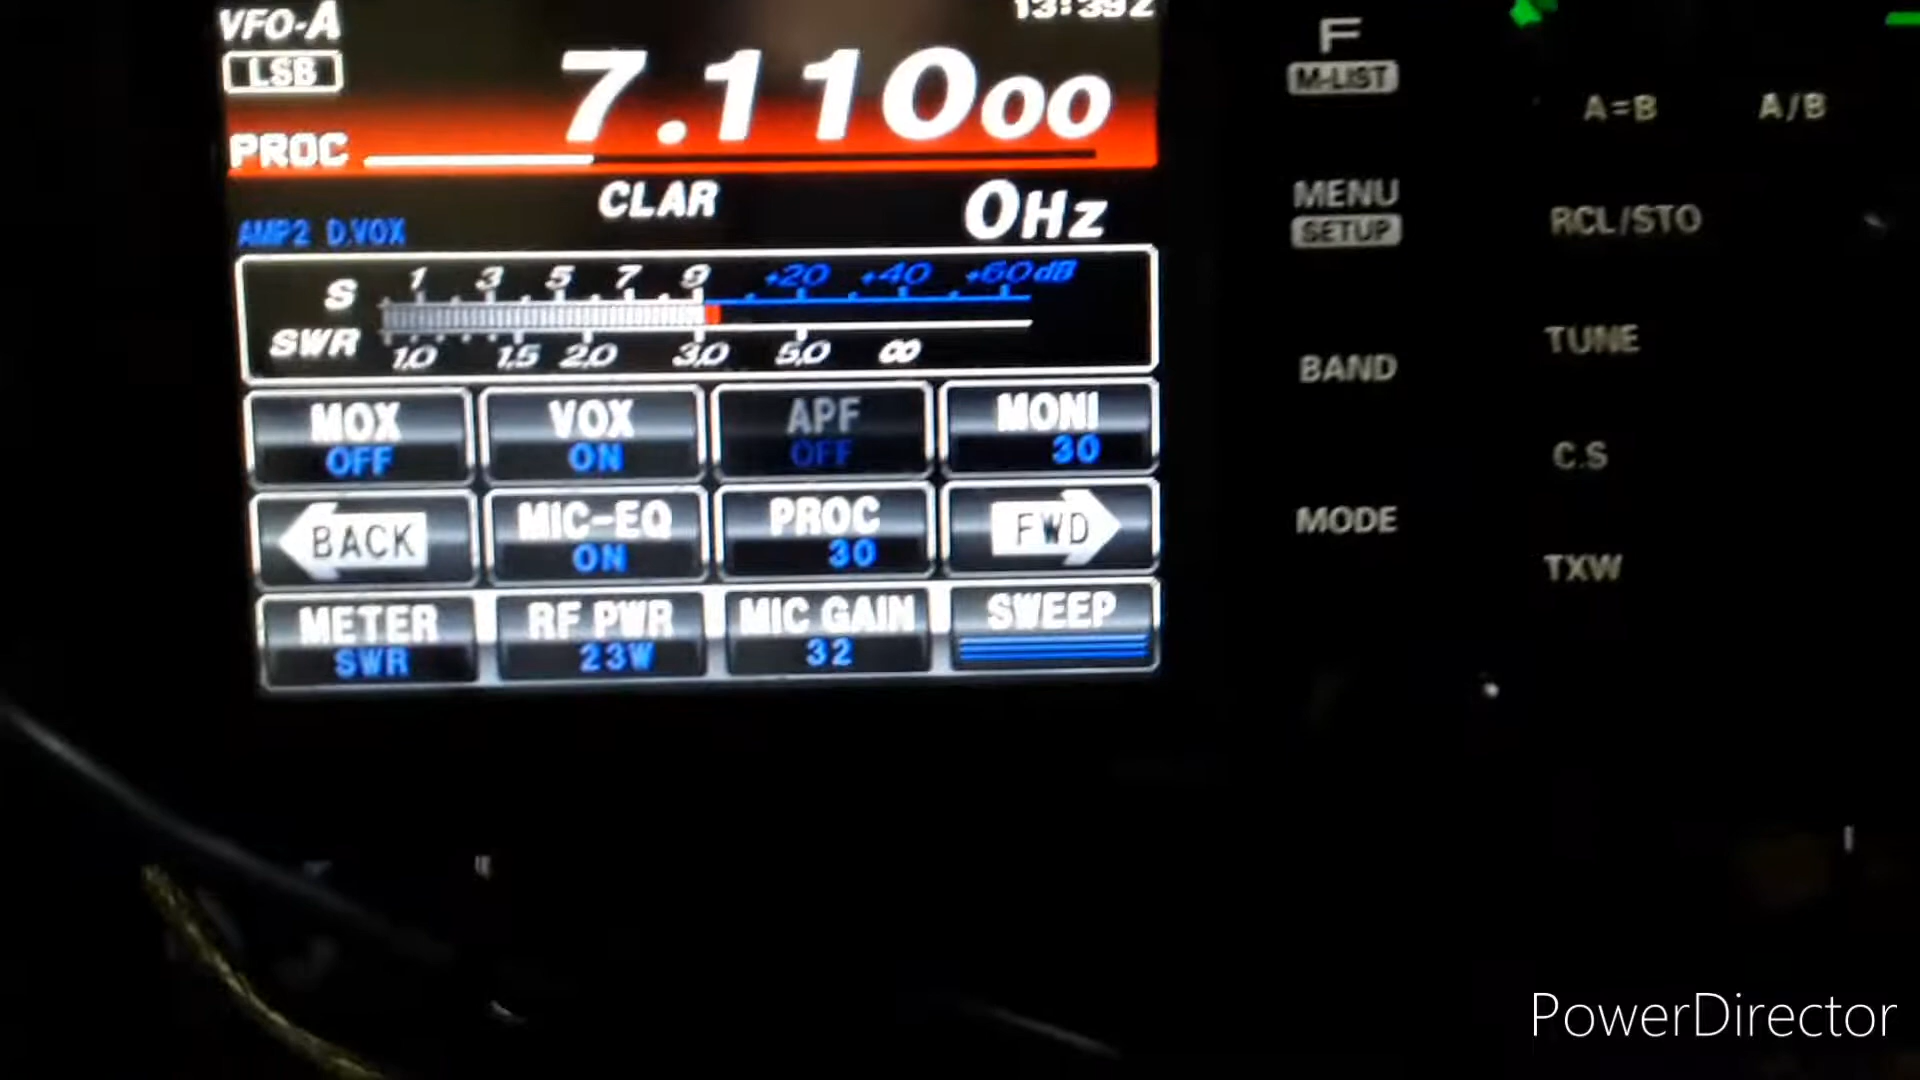 VFO-A
13:39Z
LSB
7.11000
PROC
CLAR
0Hz
AMP2 D.VOX
S 1 3 5 7 9 +20 +40 +60dB
SWR 1.0 1.5 2.0 3.0 5.0 ∞
MOX VOX APF MONI
OFF ON OFF 30
BACK MIC-EQ PROC FWD
ON 30
METER RF PWR MIC GAIN SWEEP
SWR 23W 32
F
M-LIST
A=B A/B
MENU
SETUP
RCL/STO
BAND
TUNE
C.S
MODE
TXW
PowerDirector